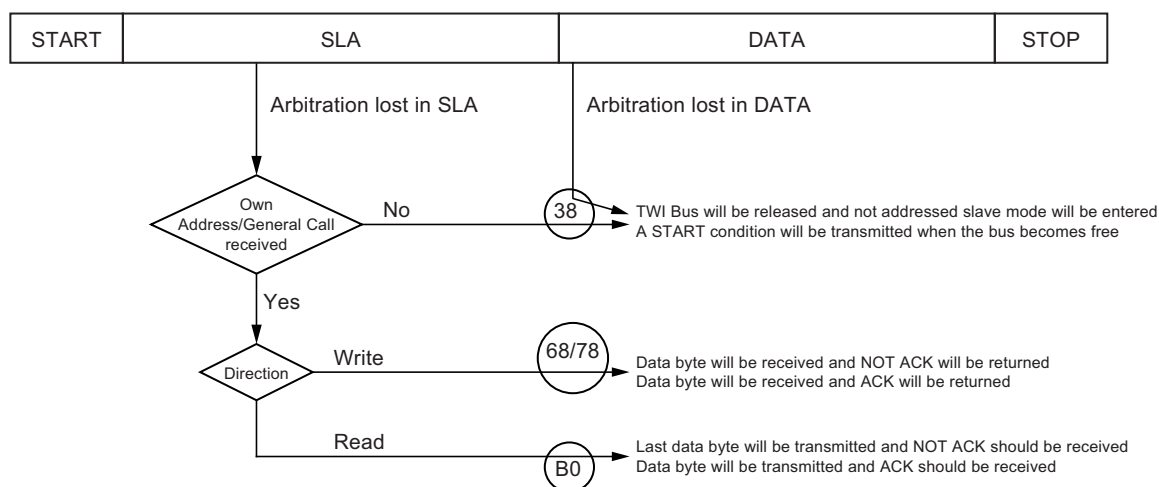 START SLA DATA STOP
Arbitration lost in SLA Arbitration lost in DATA
Own
Address/General Call
received
No
38
TWI Bus will be released and not addressed slave mode will be entered
A START condition will be transmitted when the bus becomes free
Yes
Direction
Write
68/78
Data byte will be received and NOT ACK will be returned
Data byte will be received and ACK will be returned
Read
B0
Last data byte will be transmitted and NOT ACK should be received
Data byte will be transmitted and ACK should be received